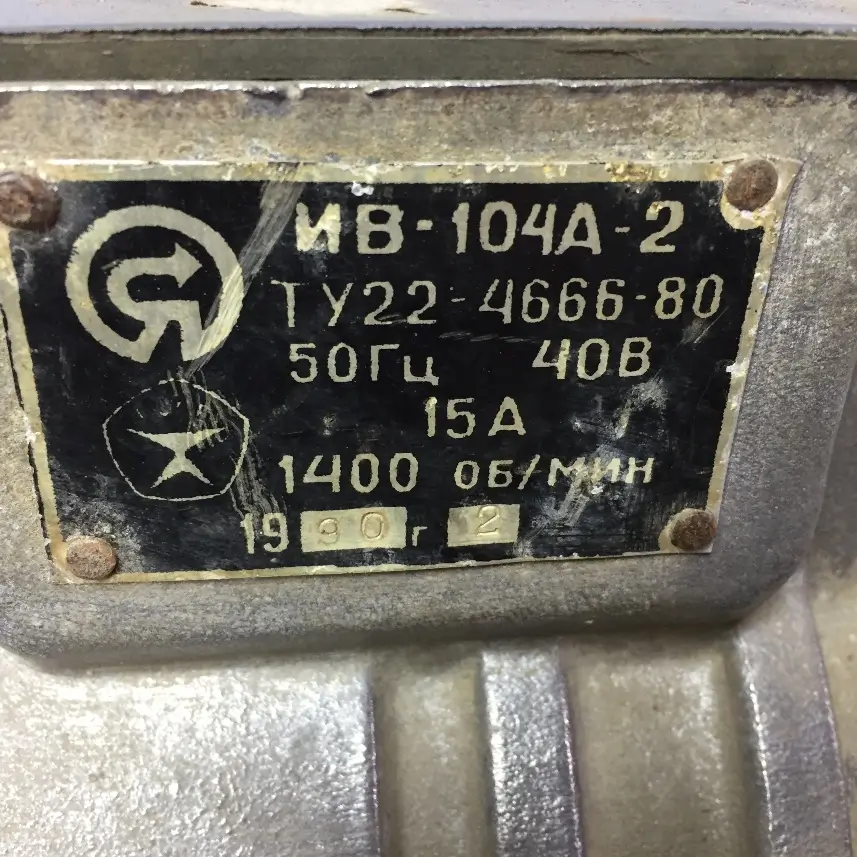 ИВ-104А-2
ТУ22-4666-80
50Гц 40В
15А
1400 ОБ/МИН
1990г 2